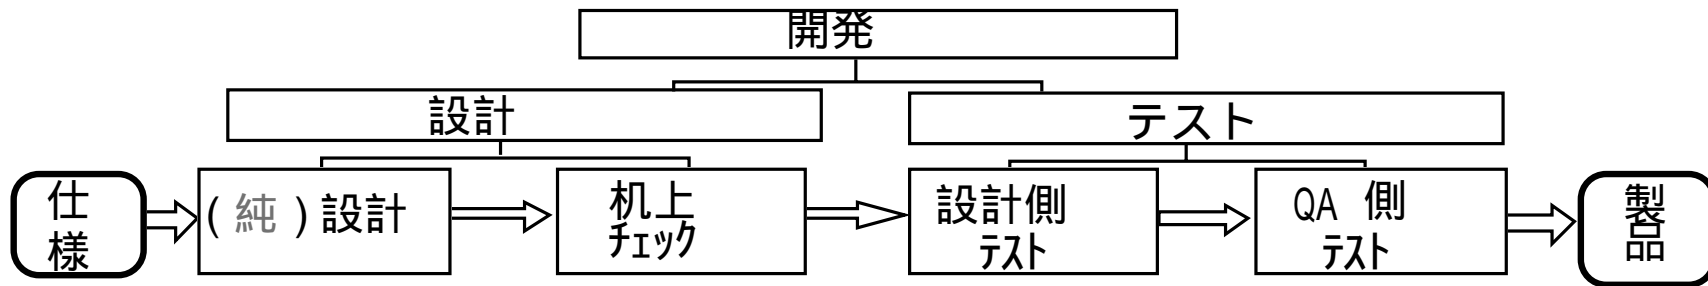 開発
設計
テスト
仕
様
(純)設計
机上
ﾁｪｯｸ
設計側
ﾃｽﾄ
QA 側
ﾃｽﾄ
製
品